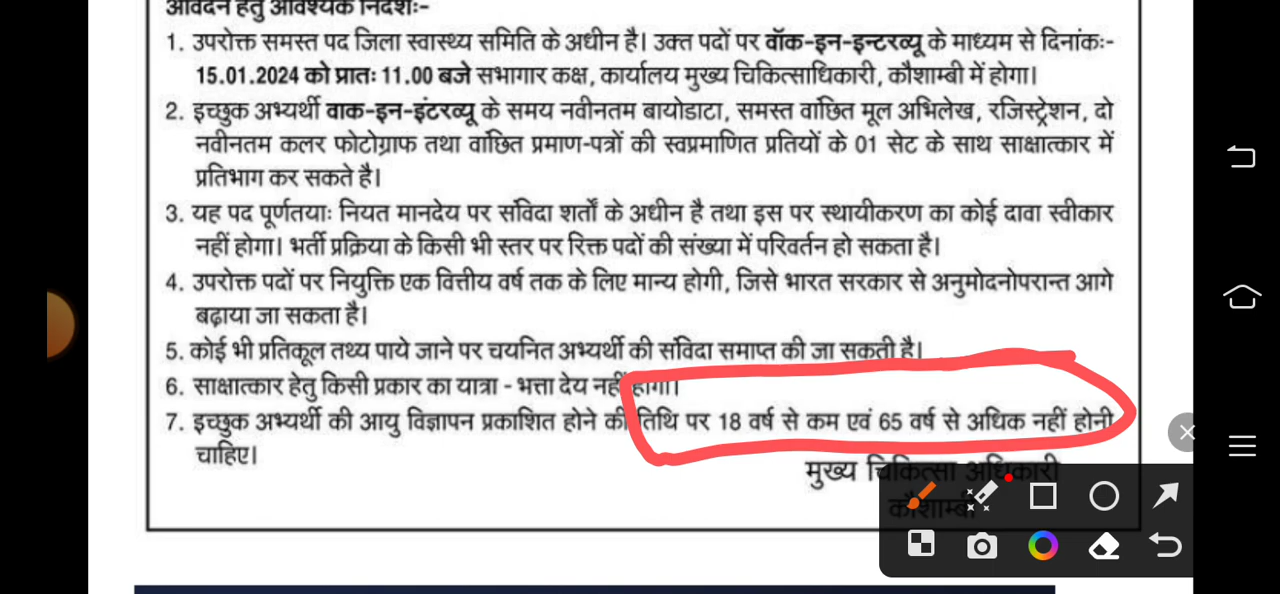 आवेदन हेतु आवश्यक निर्देशः-
1. उपरोक्त समस्त पद जिला स्वास्थ्य समिति के अधीन है। उक्त पदों पर वॉक-इन-इन्टरव्यू के माध्यम से दिनांकः-
15.01.2024 को प्रातः 11.00 बजे सभागार कक्ष, कार्यालय मुख्य चिकित्साधिकारी, कौशाम्बी में होगा।
2. इच्छुक अभ्यर्थी वाक-इन-इंटरव्यू के समय नवीनतम बायोडाटा, समस्त वांछित मूल अभिलेख, रजिस्ट्रेशन, दो
नवीनतम कलर फोटोग्राफ तथा वांछित प्रमाण-पत्रों की स्वप्रमाणित प्रतियों के 01 सेट के साथ साक्षात्कार में
प्रतिभाग कर सकते है।
3. यह पद पूर्णतयाः नियत मानदेय पर संविदा शर्तों के अधीन है तथा इस पर स्थायीकरण का कोई दावा स्वीकार
नहीं होगा। भर्ती प्रक्रिया के किसी भी स्तर पर रिक्त पदों की संख्या में परिवर्तन हो सकता है।
4. उपरोक्त पदों पर नियुक्ति एक वित्तीय वर्ष तक के लिए मान्य होगी, जिसे भारत सरकार से अनुमोदनोपरान्त आगे
बढ़ाया जा सकता है।
5. कोई भी प्रतिकूल तथ्य पाये जाने पर चयनित अभ्यर्थी की संविदा समाप्त की जा सकती है।
6. साक्षात्कार हेतु किसी प्रकार का यात्रा - भत्ता देय नहीं होगा।
7. इच्छुक अभ्यर्थी की आयु विज्ञापन प्रकाशित होने की तिथि पर 18 वर्ष से कम एवं 65 वर्ष से अधिक नहीं होनी
चाहिए।
मुख्य चिकित्सा अधिकारी
कौशाम्बी